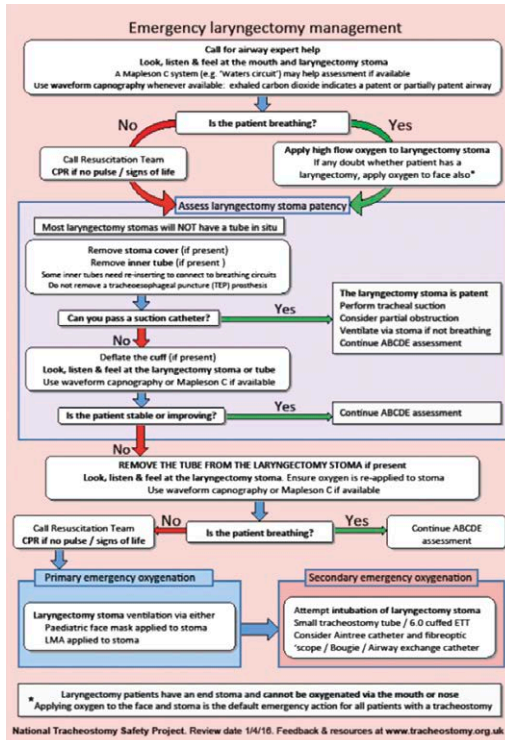 Emergency laryngectomy management
Call for airway expert help
Look, listen & feel at the mouth and laryngectomy stoma
A Mapleson C system (e.g. 'Waters circuit') may help assessment if available
Use waveform capnography whenever available: exhaled carbon dioxide indicates a patent or partially patent airway
No
Is the patient breathing?
Yes
Call Resuscitation Team
CPR if no pulse / signs of life
Apply high flow oxygen to laryngectomy stoma
If any doubt whether patient has a
laryngectomy, apply oxygen to face also*
Assess laryngectomy stoma patency
Most laryngectomy stomas will NOT have a tube in situ
Remove stoma cover (if present)
Remove inner tube (if present )
Some inner tubes need re-inserting to connect to breathing circuits
Do not remove a tracheoesophageal puncture (TEP) prosthesis
Can you pass a suction catheter?
Yes
The laryngectomy stoma is patent
Perform tracheal suction
Consider partial obstruction
Ventilate via stoma if not breathing
Continue ABCDE assessment
No
Deflate the cuff (if present)
Look, listen & feel at the laryngectomy stoma or tube
Use waveform capnography or Mapleson C if available
Is the patient stable or improving?
Yes
Continue ABCDE assessment
No
REMOVE THE TUBE FROM THE LARYNGECTOMY STOMA if present
Look, listen & feel at the laryngectomy stoma. Ensure oxygen is re-applied to stoma
Use waveform capnography or Mapleson C if available
Call Resuscitation Team
CPR if no pulse / signs of life
No
Is the patient breathing?
Yes
Continue ABCDE
assessment
Primary emergency oxygenation
Laryngectomy stoma ventilation via either
Paediatric face mask applied to stoma
LMA applied to stoma
Secondary emergency oxygenation
Attempt intubation of laryngectomy stoma
Small tracheostomy tube / 6.0 cuffed ETT
Consider Aintree catheter and fibreoptic
'scope / Bougie / Airway exchange catheter
* Laryngectomy patients have an end stoma and cannot be oxygenated via the mouth or nose
Applying oxygen to the face and stoma is the default emergency action for all patients with a tracheostomy
National Tracheostomy Safety Project. Review date 1/4/16. Feedback & resources at www.tracheostomy.org.uk